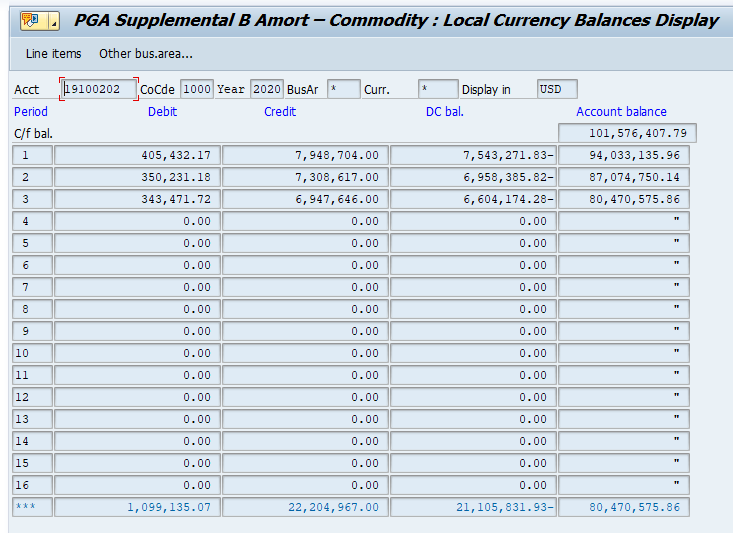 PGA Supplemental B Amort – Commodity : Local Currency Balances Display
Line items Other bus.area...
Acct 19100202 CoCde 1000 Year 2020 BusAr * Curr. * Display in USD
Period Debit Credit DC bal. Account balance
C/f bal. 101,576,407.79
1 405,432.17 7,948,704.00 7,543,271.83- 94,033,135.96
2 350,231.18 7,308,617.00 6,958,385.82- 87,074,750.14
3 343,471.72 6,947,646.00 6,604,174.28- 80,470,575.86
4 0.00 0.00 0.00 "
5 0.00 0.00 0.00 "
6 0.00 0.00 0.00 "
7 0.00 0.00 0.00 "
8 0.00 0.00 0.00 "
9 0.00 0.00 0.00 "
10 0.00 0.00 0.00 "
11 0.00 0.00 0.00 "
12 0.00 0.00 0.00 "
13 0.00 0.00 0.00 "
14 0.00 0.00 0.00 "
15 0.00 0.00 0.00 "
16 0.00 0.00 0.00 "
*** 1,099,135.07 22,204,967.00 21,105,831.93- 80,470,575.86